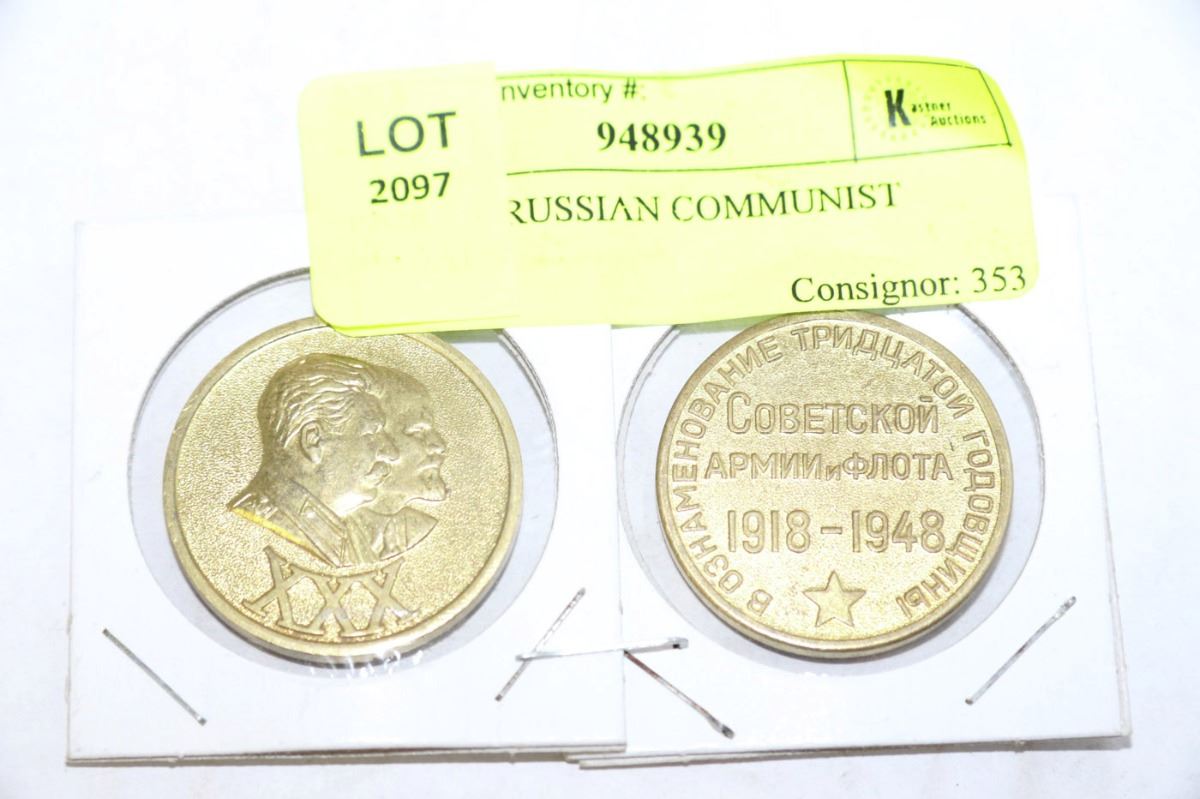 LOT
2097
nventory #:
948939
Kastner
Auctions
RUSSIAN COMMUNIST
Consignor: 353
XXX
В ОЗНАМЕНОВАНИЕ ТРИДЦАТОЙ ГОДОВЩИНЫ
СОВЕТСКОЙ
АРМИИ и ФЛОТА
1918-1948